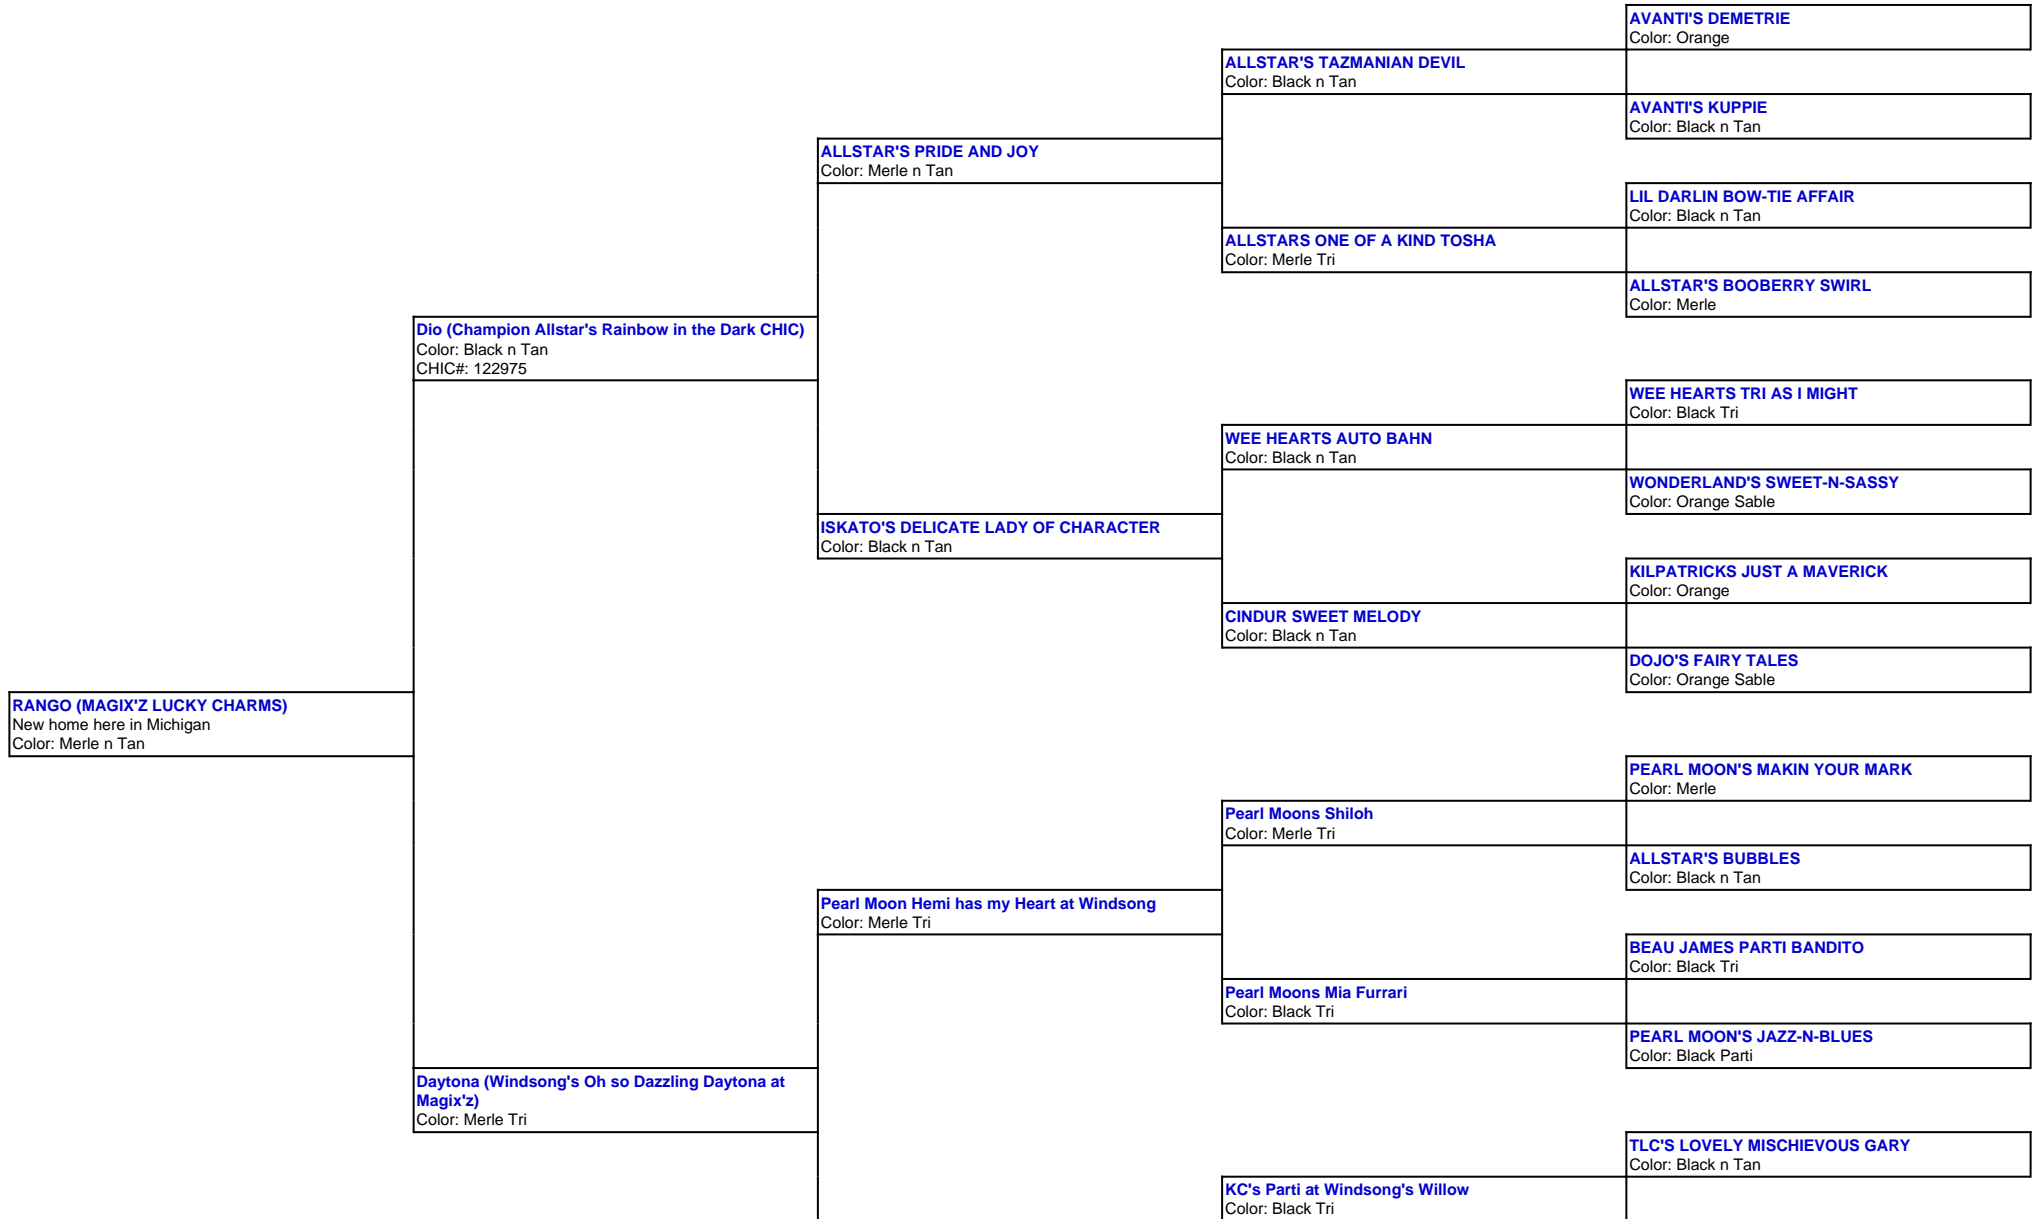 AVANTI'S DEMETRIE
Color: Orange
ALLSTAR'S TAZMANIAN DEVIL
Color: Black n Tan
AVANTI'S KUPPIE
Color: Black n Tan
ALLSTAR'S PRIDE AND JOY
Color: Merle n Tan
LIL DARLIN BOW-TIE AFFAIR
Color: Black n Tan
ALLSTARS ONE OF A KIND TOSHA
Color: Merle Tri
ALLSTAR'S BOOBERRY SWIRL
Color: Merle
Dio (Champion Allstar's Rainbow in the Dark CHIC)
Color: Black n Tan
CHIC#: 122975
WEE HEARTS TRI AS I MIGHT
Color: Black Tri
WEE HEARTS AUTO BAHN
Color: Black n Tan
WONDERLAND'S SWEET-N-SASSY
Color: Orange Sable
ISKATO'S DELICATE LADY OF CHARACTER
Color: Black n Tan
KILPATRICKS JUST A MAVERICK
Color: Orange
CINDUR SWEET MELODY
Color: Black n Tan
DOJO'S FAIRY TALES
Color: Orange Sable
RANGO (MAGIX'Z LUCKY CHARMS)
New home here in Michigan
Color: Merle n Tan
PEARL MOON'S MAKIN YOUR MARK
Color: Merle
Pearl Moons Shiloh
Color: Merle Tri
ALLSTAR'S BUBBLES
Color: Black n Tan
Pearl Moon Hemi has my Heart at Windsong
Color: Merle Tri
BEAU JAMES PARTI BANDITO
Color: Black Tri
Pearl Moons Mia Furrari
Color: Black Tri
PEARL MOON'S JAZZ-N-BLUES
Color: Black Parti
Daytona (Windsong's Oh so Dazzling Daytona at
Magix'z)
Color: Merle Tri
TLC'S LOVELY MISCHIEVOUS GARY
Color: Black n Tan
KC's Parti at Windsong's Willow
Color: Black Tri